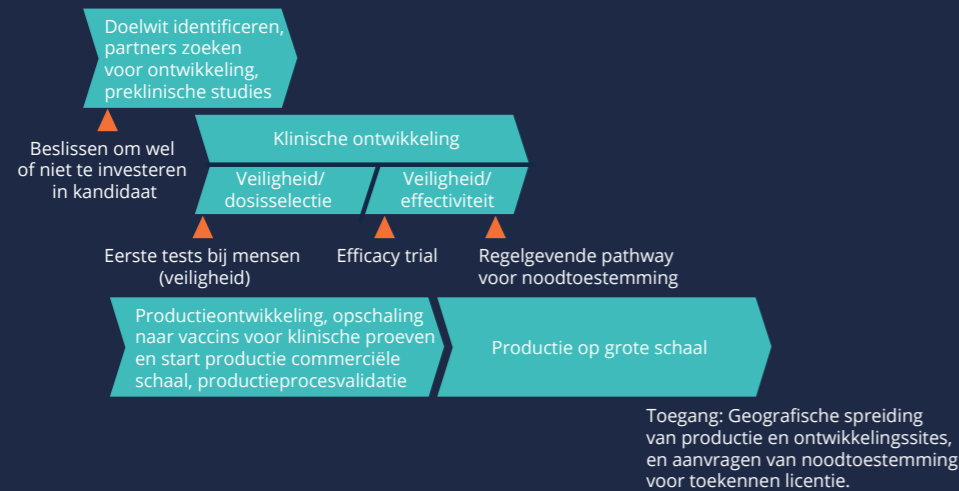 Doelwit identificeren,
partners zoeken
voor ontwikkeling,
preklinische studies
Beslissen om wel
of niet te investeren
in kandidaat
Klinische ontwikkeling
Veiligheid/
dosisselectie
Veiligheid/
effectiviteit
Eerste tests bij mensen
(veiligheid)
Efficacy trial
Regelgevende pathway
voor noodtoestemming
Productieontwikkeling, opschaling
naar vaccins voor klinische proeven
en start productie commerciële
schaal, productieprocesvalidatie
Productie op grote schaal
Toegang: Geografische spreiding
van productie en ontwikkelingssites,
en aanvragen van noodtoestemming
voor toekennen licentie.